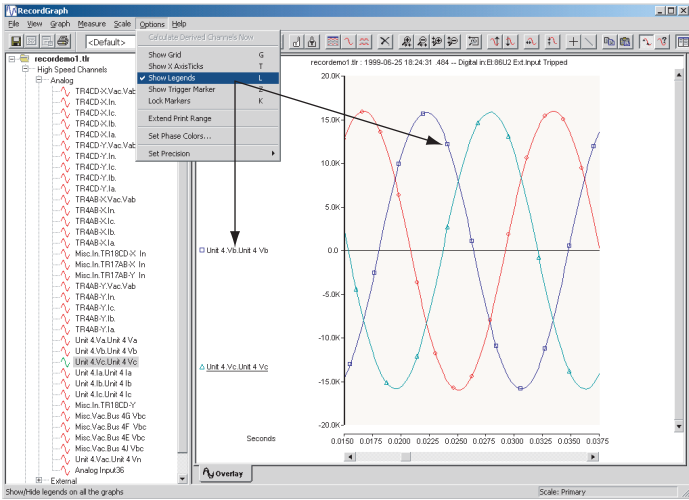 RecordGraph
File View Graph Measure Scale Options Help
<Default>
Calculate Derived Channels Now
Show Grid G
Show X AxisTicks T
Show Legends L
Show Trigger Marker Z
Lock Markers K
Extend Print Range
Set Phase Colors...
Set Precision
recordemo1.tlr
High Speed Channels
Analog
TR4CD-X.Vac.Vab
TR4CD-X.In.
TR4CD-X.Ic.
TR4CD-X.Ib.
TR4CD-X.Ia.
TR4CD-Y.Vac.Vab
TR4CD-Y.In.
TR4CD-Y.Ic.
TR4CD-Y.Ib.
TR4CD-Y.Ia.
TR4AB-X.Vac.Vab
TR4AB-X.In.
TR4AB-X.Ic.
TR4AB-X.Ib.
TR4AB-X.Ia.
Misc.In.TR18CD-X In
Misc.In.TR17AB-X In
Misc.In.TR17AB-Y In
TR4AB-Y.Vac.Vab
TR4AB-Y.In.
TR4AB-Y.Ic.
TR4AB-Y.Ib.
TR4AB-Y.Ia.
Unit 4.Va.Unit 4 Va
Unit 4.Vb.Unit 4 Vb
Unit 4.Vc.Unit 4 Vc
Unit 4.Ia.Unit 4 Ia
Unit 4.Ib.Unit 4 Ib
Unit 4.Ic.Unit 4 Ic
Misc.In.TR18CD-Y
Misc.Vac.Bus 4G Vbc
Misc.Vac.Bus 4F Vbc
Misc.Vac.Bus 4E Vbc
Misc.Vac.Bus 4J Vbc
Unit 4.Vac.Unit 4 Vn
Analog Input36
External
recordemo1.tlr : 1999-06-25 18:24:31 .484 -- Digital in:El.86U2 Ext.Input Tripped
20.0K
15.0K
10.0K
5.0K
0.0
-5.0K
-10.0K
-15.0K
-20.0K
Unit 4.Vb.Unit 4 Vb
Unit 4.Vc.Unit 4 Vc
Seconds
0.0150 0.0175 0.0200 0.0225 0.0250 0.0275 0.0300 0.0325 0.0350 0.0375
Overlay
Show/Hide legends on all the graphs
Scale: Primary